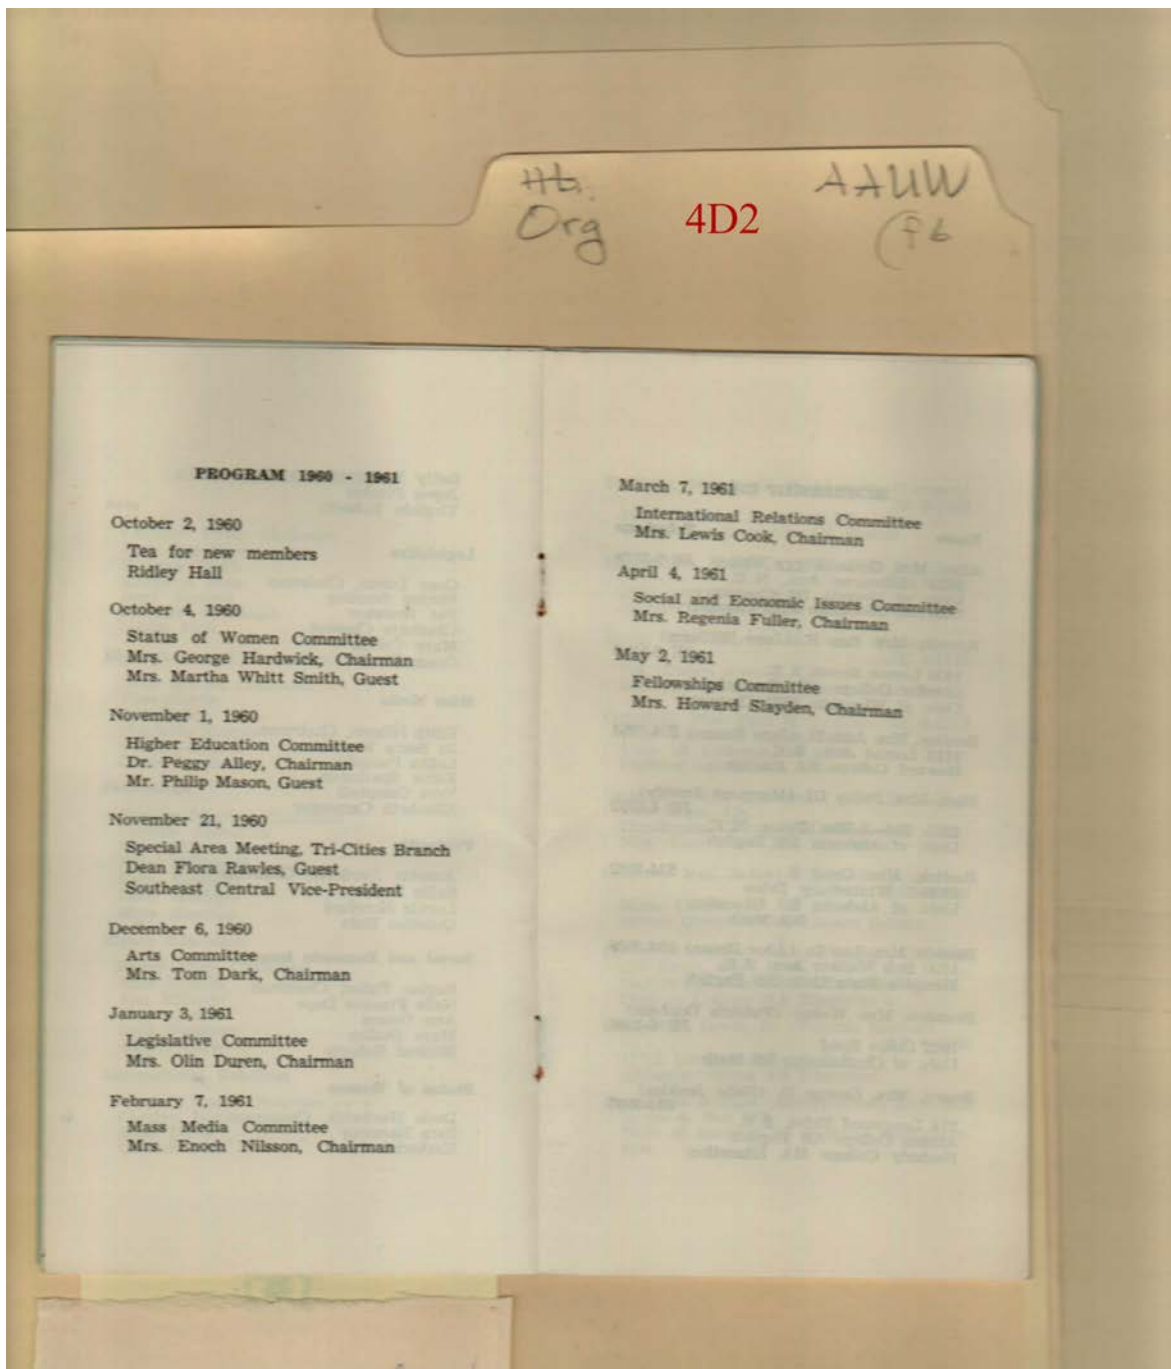 Org
4D2
AAUW
PROGRAM 1960 - 1961
October 2, 1960
Tea for new members
Ridley Hall
October 4, 1960
Status of Women Committee
Mrs. George Hardwick, Chairman
Mrs. Martha Whitt Smith, Guest
November 1, 1960
Higher Education Committee
Dr. Peggy Alley, Chairman
Mr. Philip Mason, Guest
November 21, 1960
Special Area Meeting, Tri-Cities Branch
Dean Flora Rawles, Guest
Southeast Central Vice-President
December 6, 1960
Arts Committee
Mrs. Tom Dark, Chairman
January 3, 1961
Legislative Committee
Mrs. Olin Duren, Chairman
February 7, 1961
Mass Media Committee
Mrs. Enoch Nilsson, Chairman
March 7, 1961
International Relations Committee
Mrs. Lewis Cook, Chairman
April 4, 1961
Social and Economic Issues Committee
Mrs. Regenia Fuller, Chairman
May 2, 1961
Fellowships Committee
Mrs. Howard Slayden, Chairman